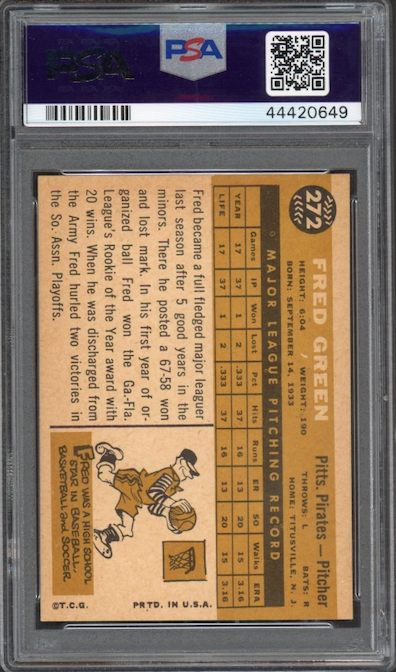 PSA
PSA
44420649
272
FRED GREEN
Pitts. Pirates — Pitcher
HEIGHT: 6:04 / WEIGHT: 190 THROWS: L BATS: R
BORN: SEPTEMBER 14, 1933 HOME: TITUSVILLE, N. J.
MAJOR LEAGUE PITCHING RECORD
Games IP Won Lost Pct Hits Runs ER SO Walks ERA
YEAR 17 37 1 2 .333 37 16 13 20 15 3.16
LIFE 17 37 1 2 .333 37 16 13 20 15 3.16
Fred became a full fledged major leaguer
last season after 5 good years in the
minors. There he posted a 67-58 won
and lost mark. In his first year of or-
ganized ball Fred won the Ga.-Fla.
League's Rookie of the Year award with
20 wins. When he was discharged from
the Army Fred hurled two victories in
the So. Assn. Playoffs.
FRED WAS A HIGH SCHOOL
STAR IN BASEBALL,
BASKETBALL and SOCCER.
©T.C.G. PRTD. IN U.S.A.